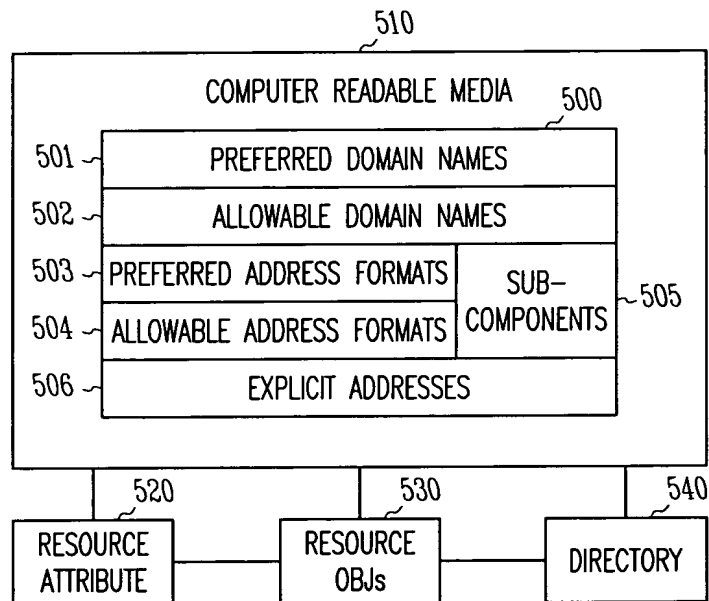 510
COMPUTER READABLE MEDIA
500
501 PREFERRED DOMAIN NAMES
502 ALLOWABLE DOMAIN NAMES
503 PREFERRED ADDRESS FORMATS
504 ALLOWABLE ADDRESS FORMATS
SUB-
COMPONENTS
505
506 EXPLICIT ADDRESSES
520
RESOURCE
ATTRIBUTE
530
RESOURCE
OBJs
540
DIRECTORY